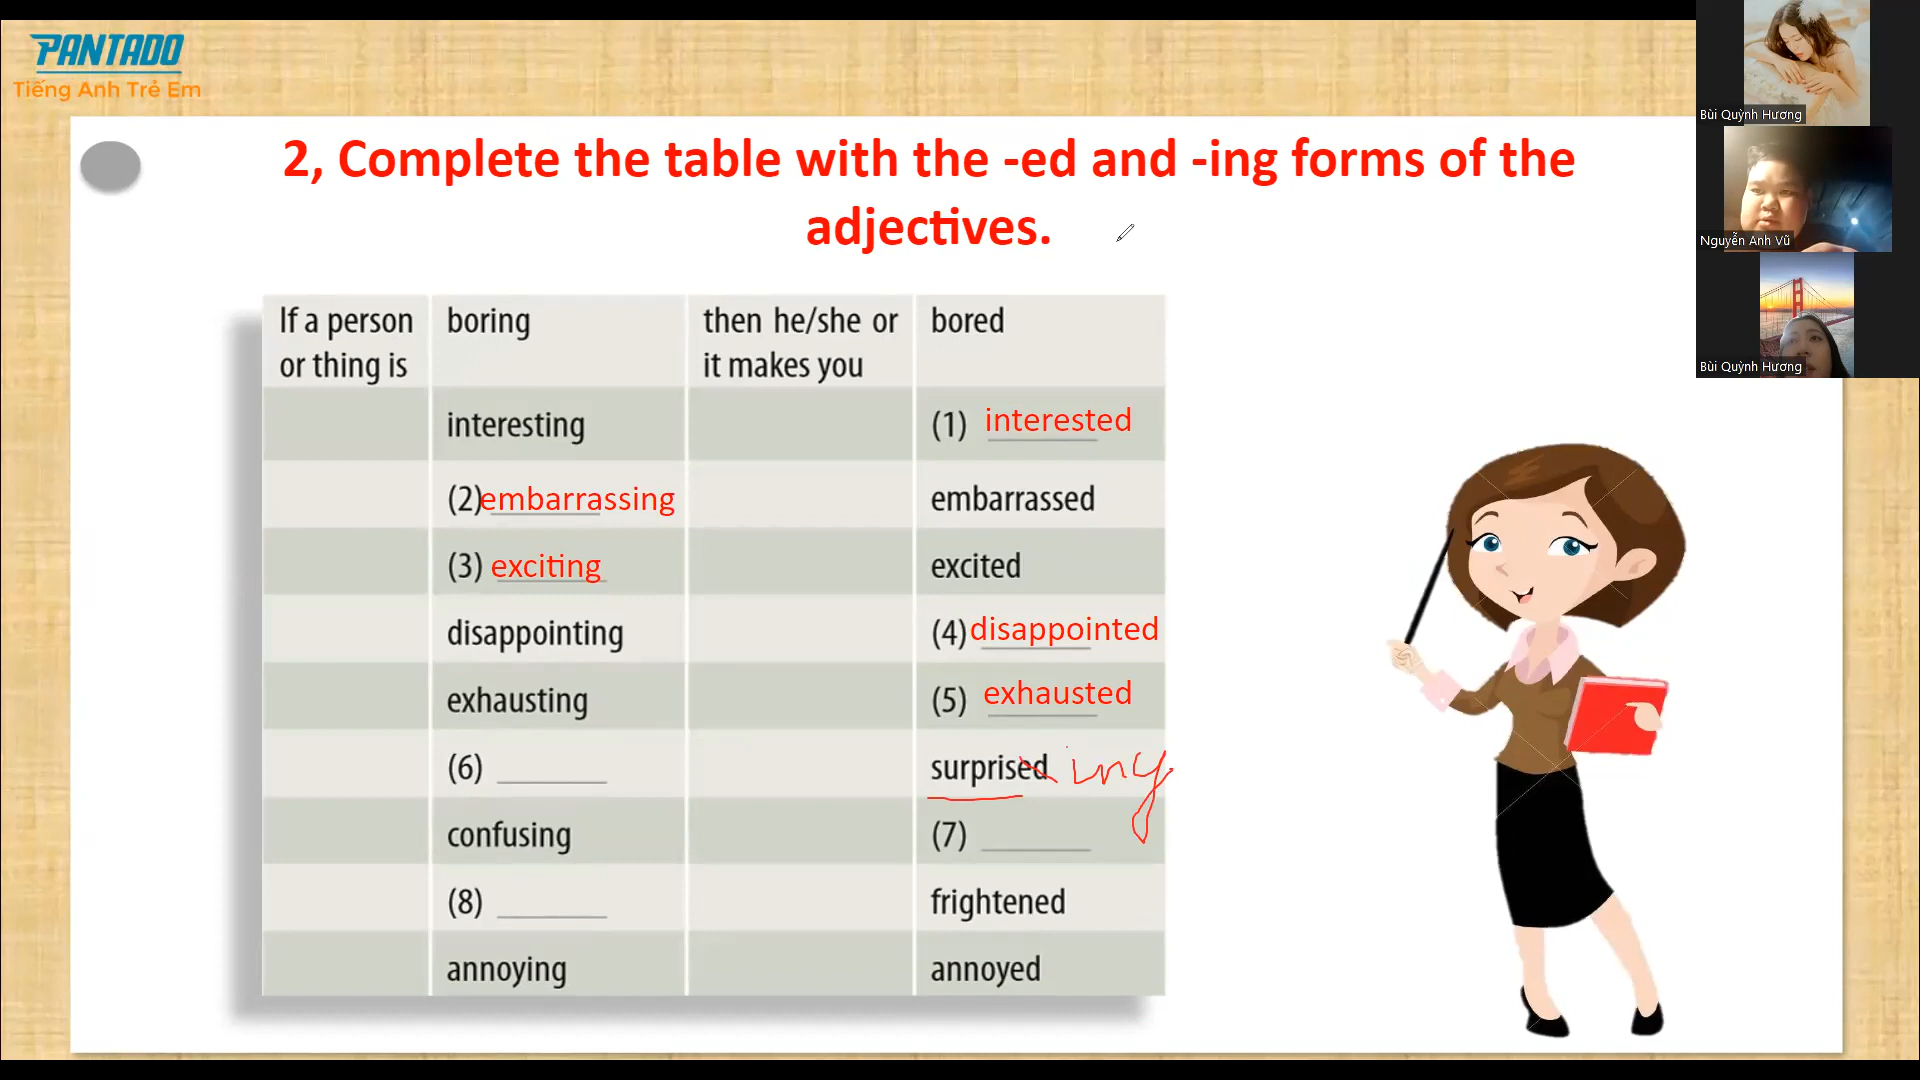 PANTADO
Tiếng Anh Trẻ Em
2, Complete the table with the -ed and -ing forms of the
adjectives.
If a person
or thing is
boring
then he/she or
it makes you
bored
interesting
(1) interested
(2) embarrassing
embarrassed
(3) exciting
excited
disappointing
(4) disappointed
exhausting
(5) exhausted
(6)
surprised ing
confusing
(7)
(8)
frightened
annoying
annoyed
Bùi Quỳnh Hương
Nguyễn Anh Vũ
Bùi Quỳnh Hương